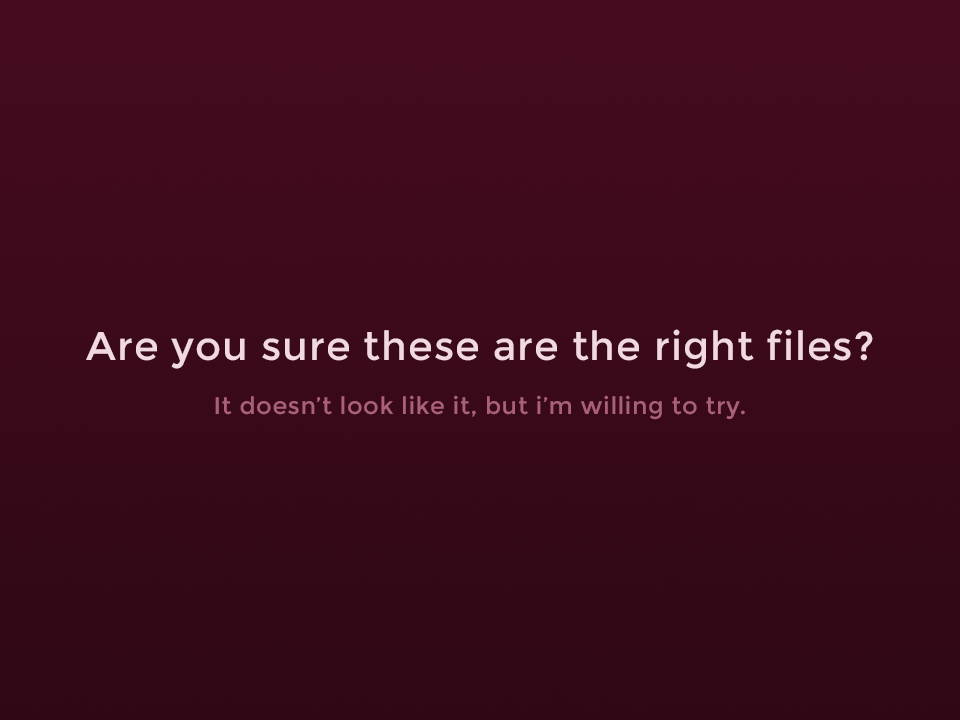 Are you sure these are the right files?
It doesn’t look like it, but i’m willing to try.